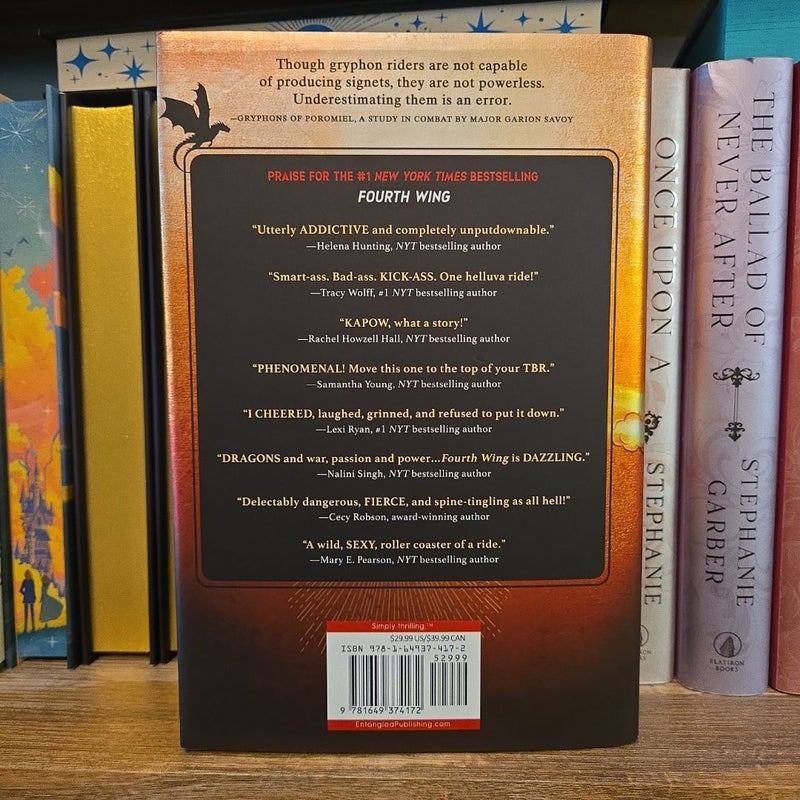 Though gryphon riders are not capable
of producing signets, they are not powerless.
Underestimating them is an error.
—GRYPHONS OF POROMIEL, A STUDY IN COMBAT BY MAJOR GARION SAVOY
PRAISE FOR THE #1 NEW YORK TIMES BESTSELLING
FOURTH WING
“Utterly ADDICTIVE and completely unputdownable.”
—Helena Hunting, NYT bestselling author
“Smart-ass. Bad-ass. KICK-ASS. One helluva ride!”
—Tracy Wolff, #1 NYT bestselling author
“KAPOW, what a story!”
—Rachel Howzell Hall, NYT bestselling author
“PHENOMENAL! Move this one to the top of your TBR.”
—Samantha Young, NYT bestselling author
“I CHEERED, laughed, grinned, and refused to put it down.”
—Lexi Ryan, #1 NYT bestselling author
“DRAGONS and war, passion and power...Fourth Wing is DAZZLING.”
—Nalini Singh, NYT bestselling author
“Delectably dangerous, FIERCE, and spine-tingling as all hell!”
—Cecy Robson, award-winning author
“A wild, SEXY, roller coaster of a ride.”
—Mary E. Pearson, NYT bestselling author
Simply thrilling.™
$29.99 US/$39.99 CAN
ISBN 978-1-64937-417-2
52999
9 781649 374172
EntangledPublishing.com
ONCE UPON A
STEPHANIE
THE BALLAD OF
NEVER AFTER
STEPHANIE
GARBER
FLATIRON
BOOKS